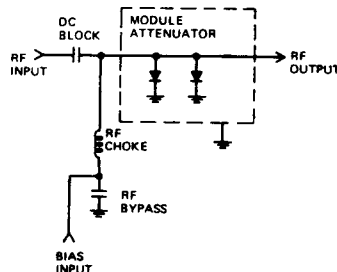 DC
BLOCK
MODULE
ATTENUATOR
RF
INPUT
RF
OUTPUT
RF
CHOKE
RF
BYPASS
BIAS
INPUT